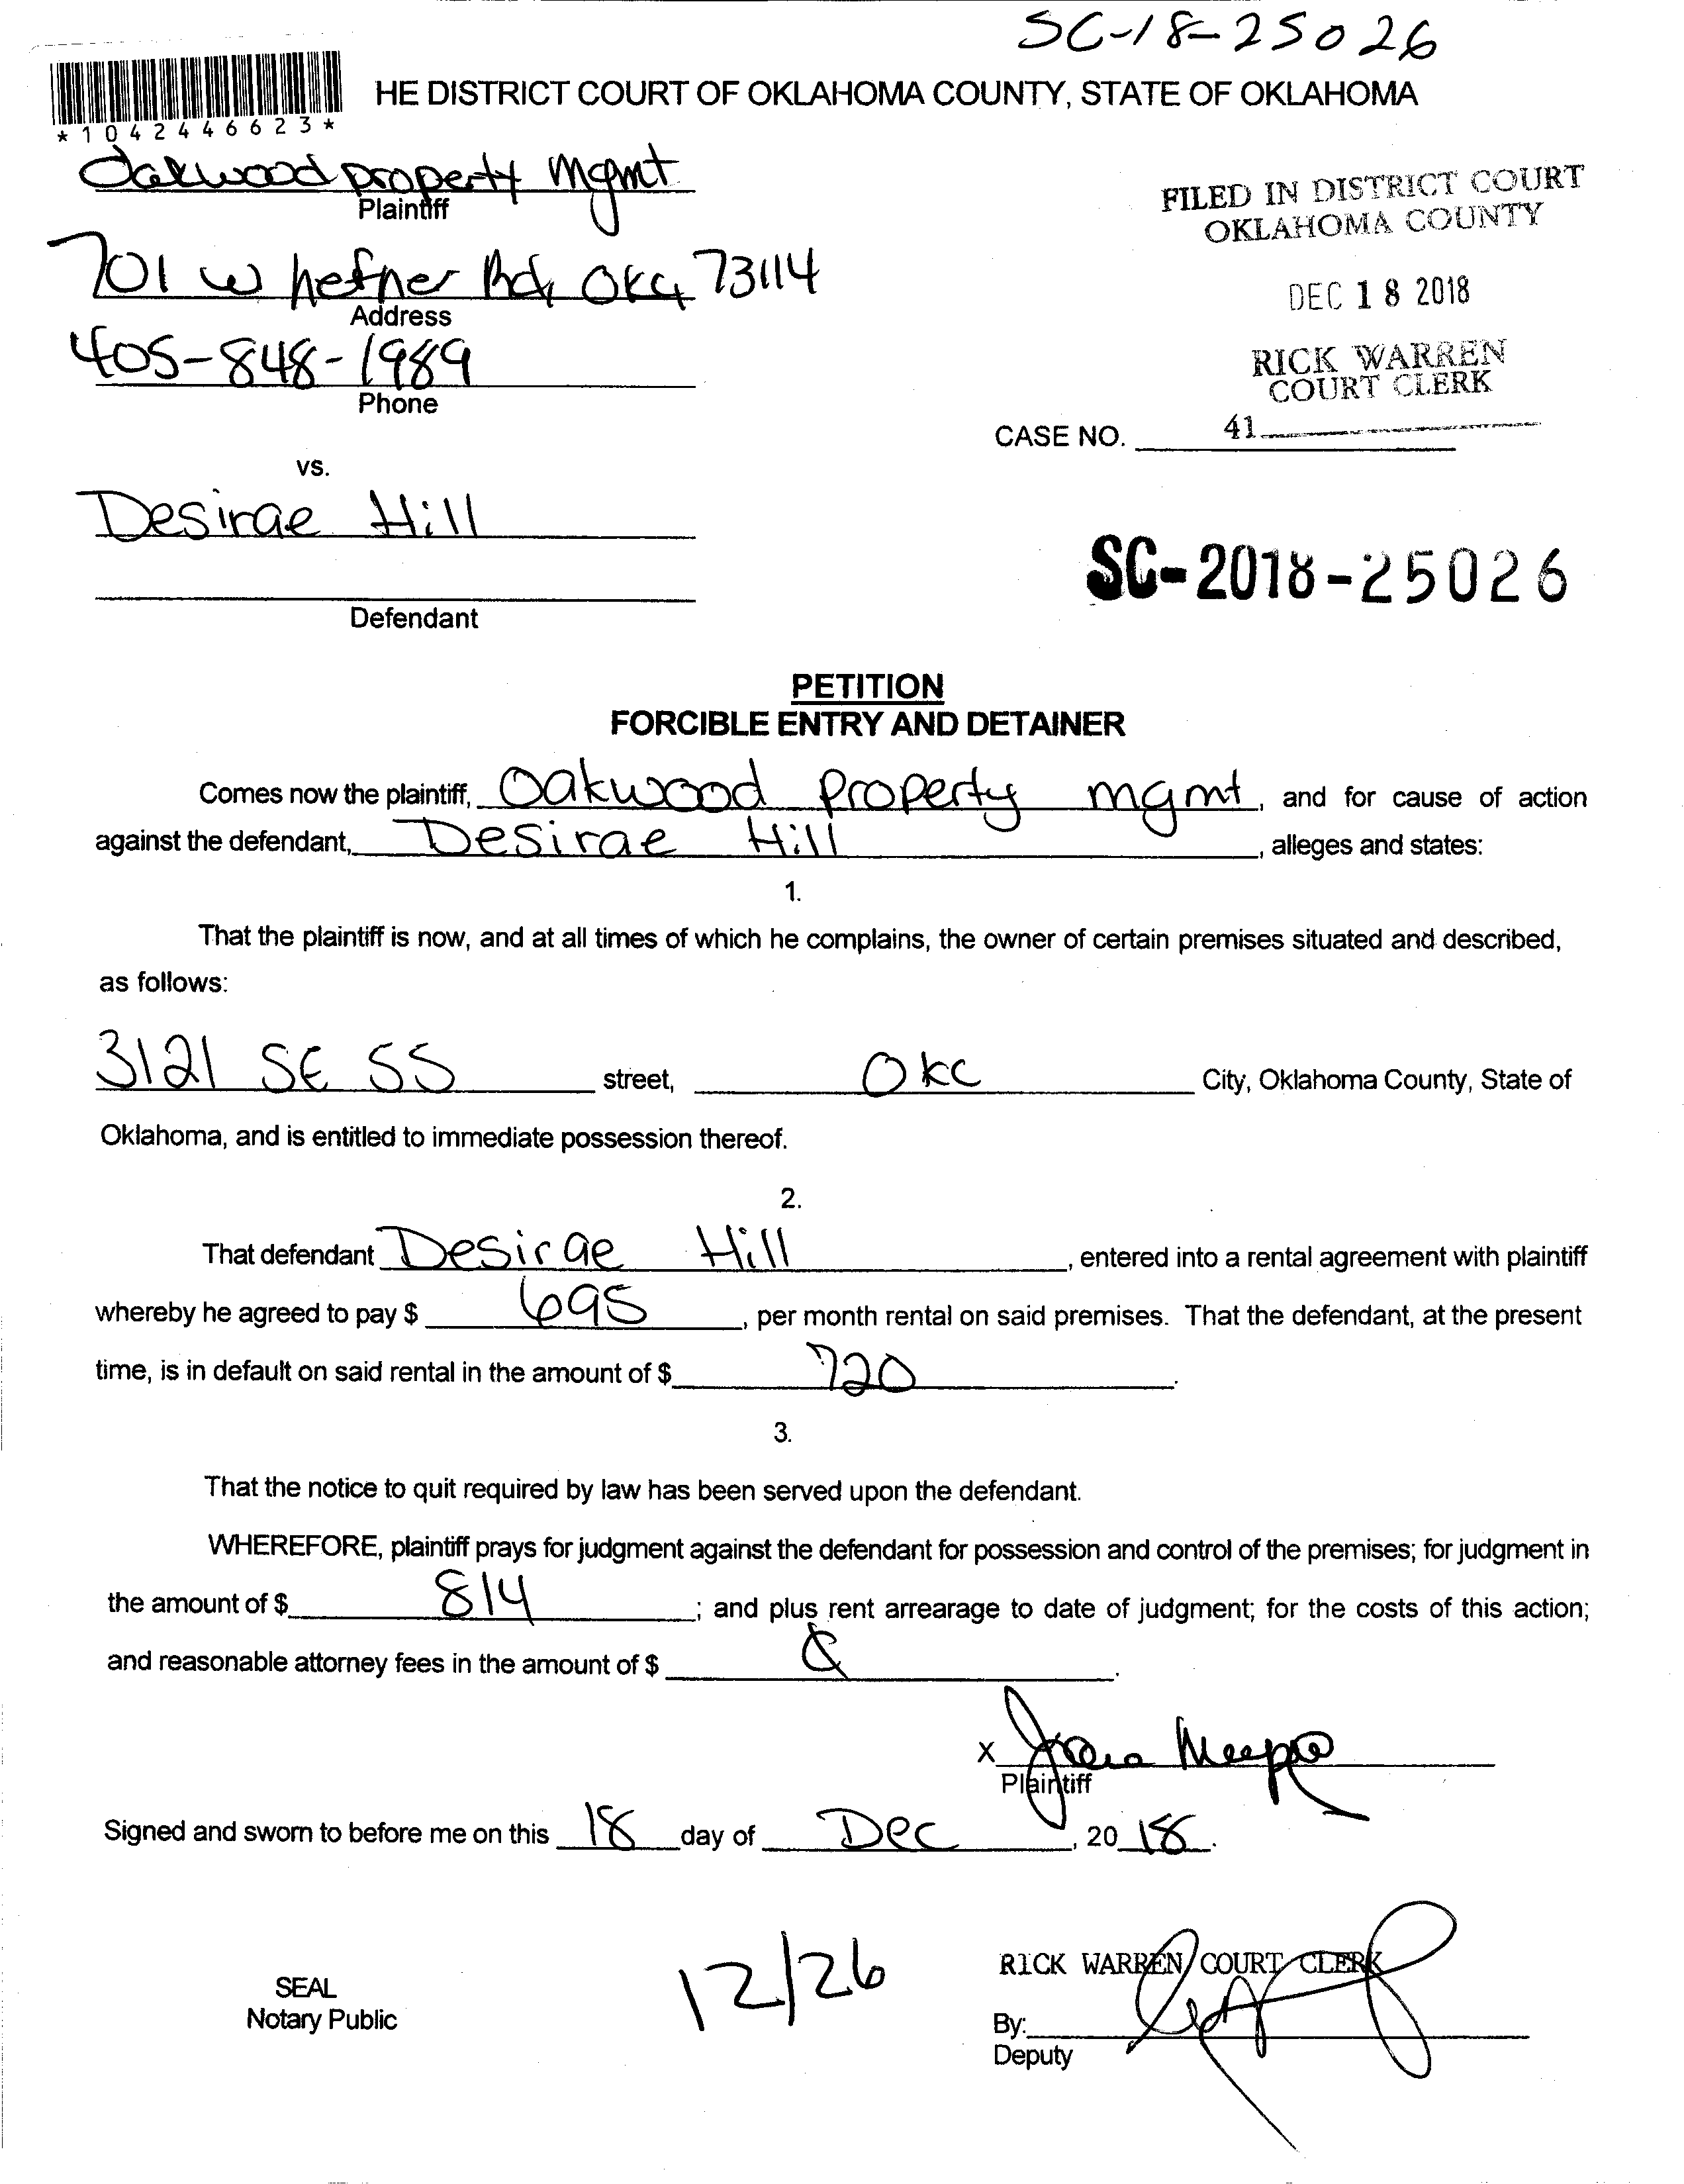 SC-18-25026
HE DISTRICT COURT OF OKLAHOMA COUNTY, STATE OF OKLAHOMA
*1042446623*
Oakwood property mgmt
Plaintiff
701 w hefner Rd, OKC, 73114
Address
405-848-1989
Phone
FILED IN DISTRICT COURT
OKLAHOMA COUNTY
DEC 18 2018
RICK WARREN
COURT CLERK
CASE NO. 41
vs.
Desirae Hill
Defendant
SC-2018-25026
PETITION
FORCIBLE ENTRY AND DETAINER
Comes now the plaintiff, Oakwood property mgmt, and for cause of action
against the defendant, Desirae Hill, alleges and states:
1.
That the plaintiff is now, and at all times of which he complains, the owner of certain premises situated and described,
as follows:
3121 SE 55 street, OKC City, Oklahoma County, State of
Oklahoma, and is entitled to immediate possession thereof.
2.
That defendant Desirae Hill, entered into a rental agreement with plaintiff
whereby he agreed to pay $ 695, per month rental on said premises. That the defendant, at the present
time, is in default on said rental in the amount of $ 720.
3.
That the notice to quit required by law has been served upon the defendant.
WHEREFORE, plaintiff prays for judgment against the defendant for possession and control of the premises; for judgment in
the amount of $ 814; and plus rent arrearage to date of judgment; for the costs of this action;
and reasonable attorney fees in the amount of $
x
Plaintiff
Signed and sworn to before me on this 18 day of Dec, 20 18.
12/26
SEAL
Notary Public
RICK WARREN COURT CLERK
By:
Deputy